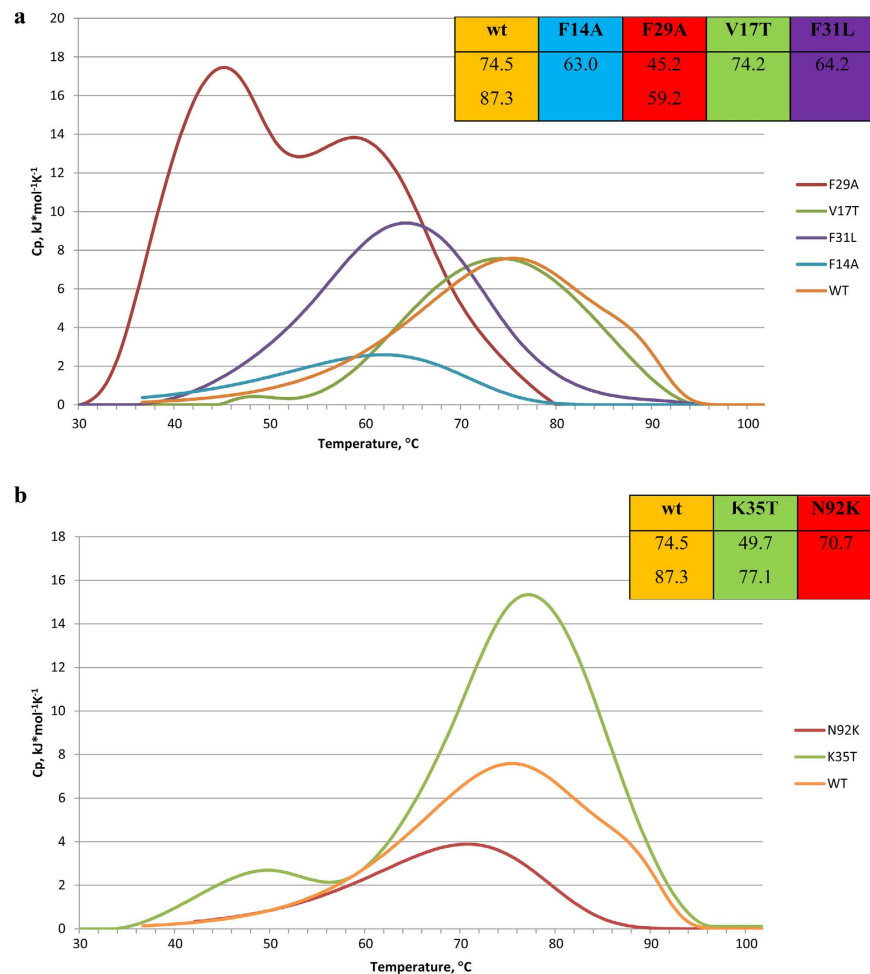 a
wt F14A F29A V17T F31L
74.5 63.0 45.2 74.2 64.2
87.3 59.2
20
18
16
14
12
10
8
6
4
2
0
Cp, kJ*mol⁻¹K⁻¹
30 40 50 60 70 80 90 100
Temperature, °C
F29A
V17T
F31L
F14A
WT
b
wt K35T N92K
74.5 49.7 70.7
87.3 77.1
18
16
14
12
10
8
6
4
2
0
Cp, kJ*mol⁻¹K⁻¹
30 40 50 60 70 80 90 100
Temperature, °C
N92K
K35T
WT